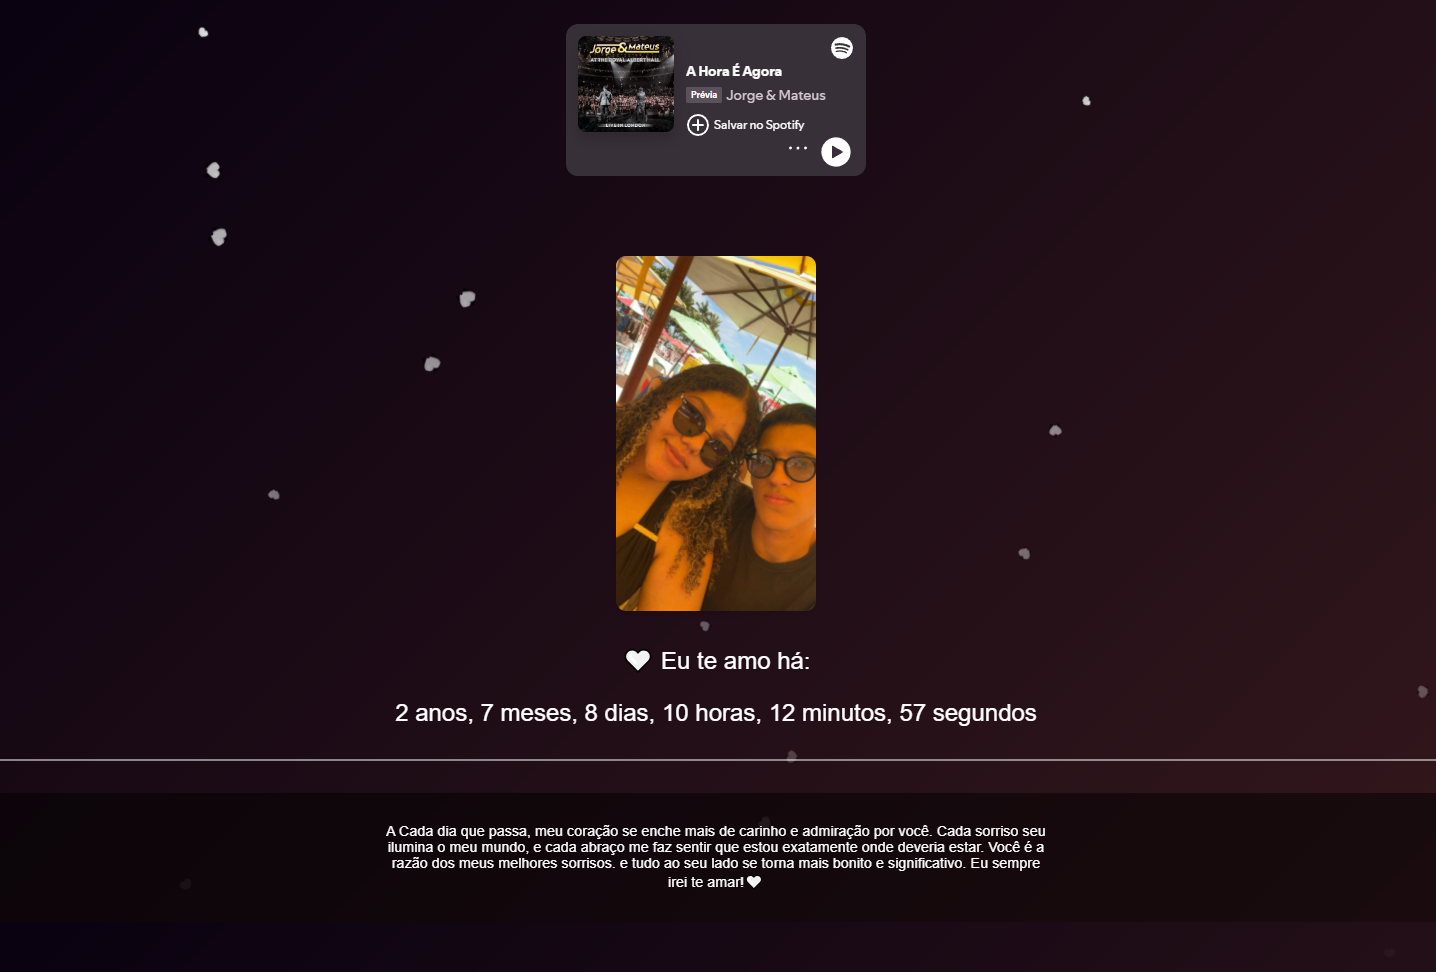 Jorge & Mateus
AT THE ROYAL ALBERT HALL
LIVE IN LONDON
A Hora É Agora
Prévia Jorge & Mateus
Salvar no Spotify
Eu te amo há:
2 anos, 7 meses, 8 dias, 10 horas, 12 minutos, 57 segundos
A Cada dia que passa, meu coração se enche mais de carinho e admiração por você. Cada sorriso seu
ilumina o meu mundo, e cada abraço me faz sentir que estou exatamente onde deveria estar. Você é a
razão dos meus melhores sorrisos. e tudo ao seu lado se torna mais bonito e significativo. Eu sempre
irei te amar!